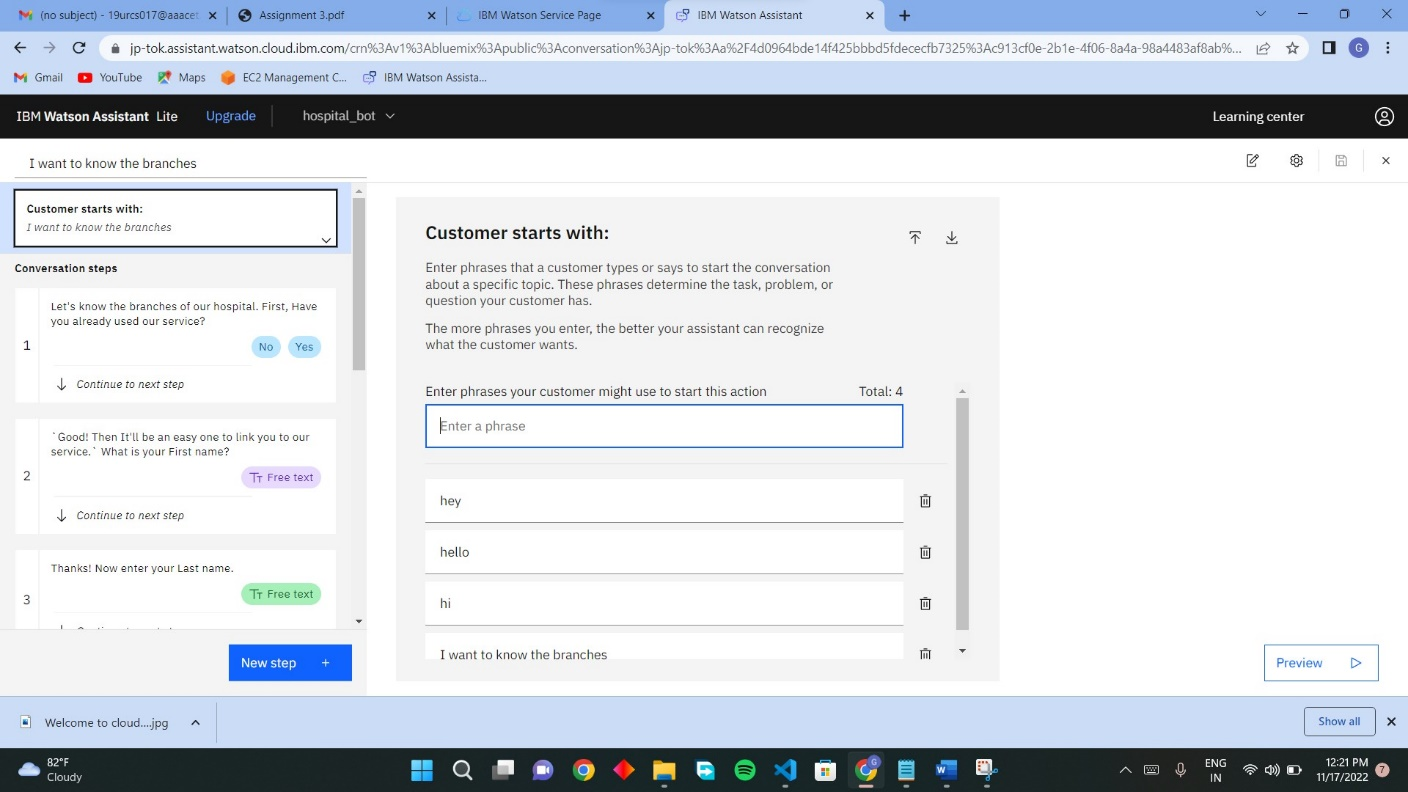 (no subject) - 19urcs017@aaacet
Assignment 3.pdf
IBM Watson Service Page
IBM Watson Assistant
jp-tok.assistant.watson.cloud.ibm.com/crn%3Av1%3Abluemix%3Apublic%3Aconversation%3Ajp-tok%3Aa%2F4d0964bde14f425bbbd5fdececfb7325%3Ac913cf0e-2b1e-4f06-8a4a-98a4483af8ab%...
G
Gmail
YouTube
Maps
EC2 Management C...
IBM Watson Assista...
IBM Watson Assistant Lite
Upgrade
hospital_bot
Learning center
I want to know the branches
Customer starts with:
I want to know the branches
Conversation steps
1
Let's know the branches of our hospital. First, Have
you already used our service?
No
Yes
Continue to next step
2
`Good! Then It'll be an easy one to link you to our
service.` What is your First name?
Free text
Continue to next step
3
Thanks! Now enter your Last name.
Free text
New step +
Customer starts with:
Enter phrases that a customer types or says to start the conversation
about a specific topic. These phrases determine the task, problem, or
question your customer has.
The more phrases you enter, the better your assistant can recognize
what the customer wants.
Enter phrases your customer might use to start this action
Total: 4
Enter a phrase
hey
hello
hi
I want to know the branches
Preview
Welcome to cloud....jpg
Show all
82°F
Cloudy
G
ENG
IN
12:21 PM
11/17/2022
7